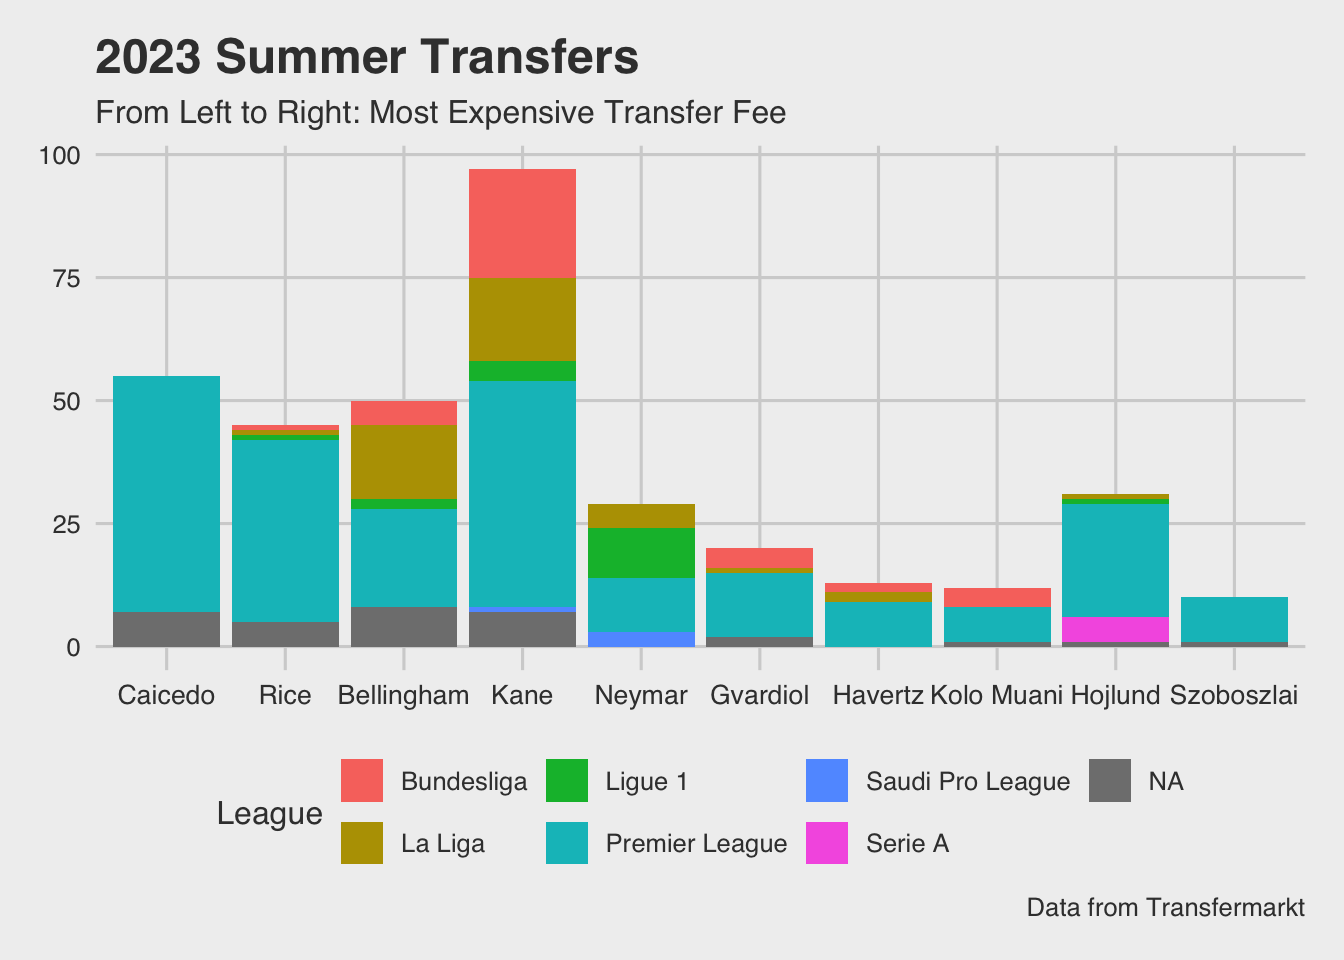 2023 Summer Transfers
From Left to Right: Most Expensive Transfer Fee
100
75
50
25
0
Caicedo Rice Bellingham Kane Neymar Gvardiol Havertz Kolo Muani Hojlund Szoboszlai
League
Bundesliga Ligue 1 Saudi Pro League NA
La Liga Premier League Serie A
Data from Transfermarkt